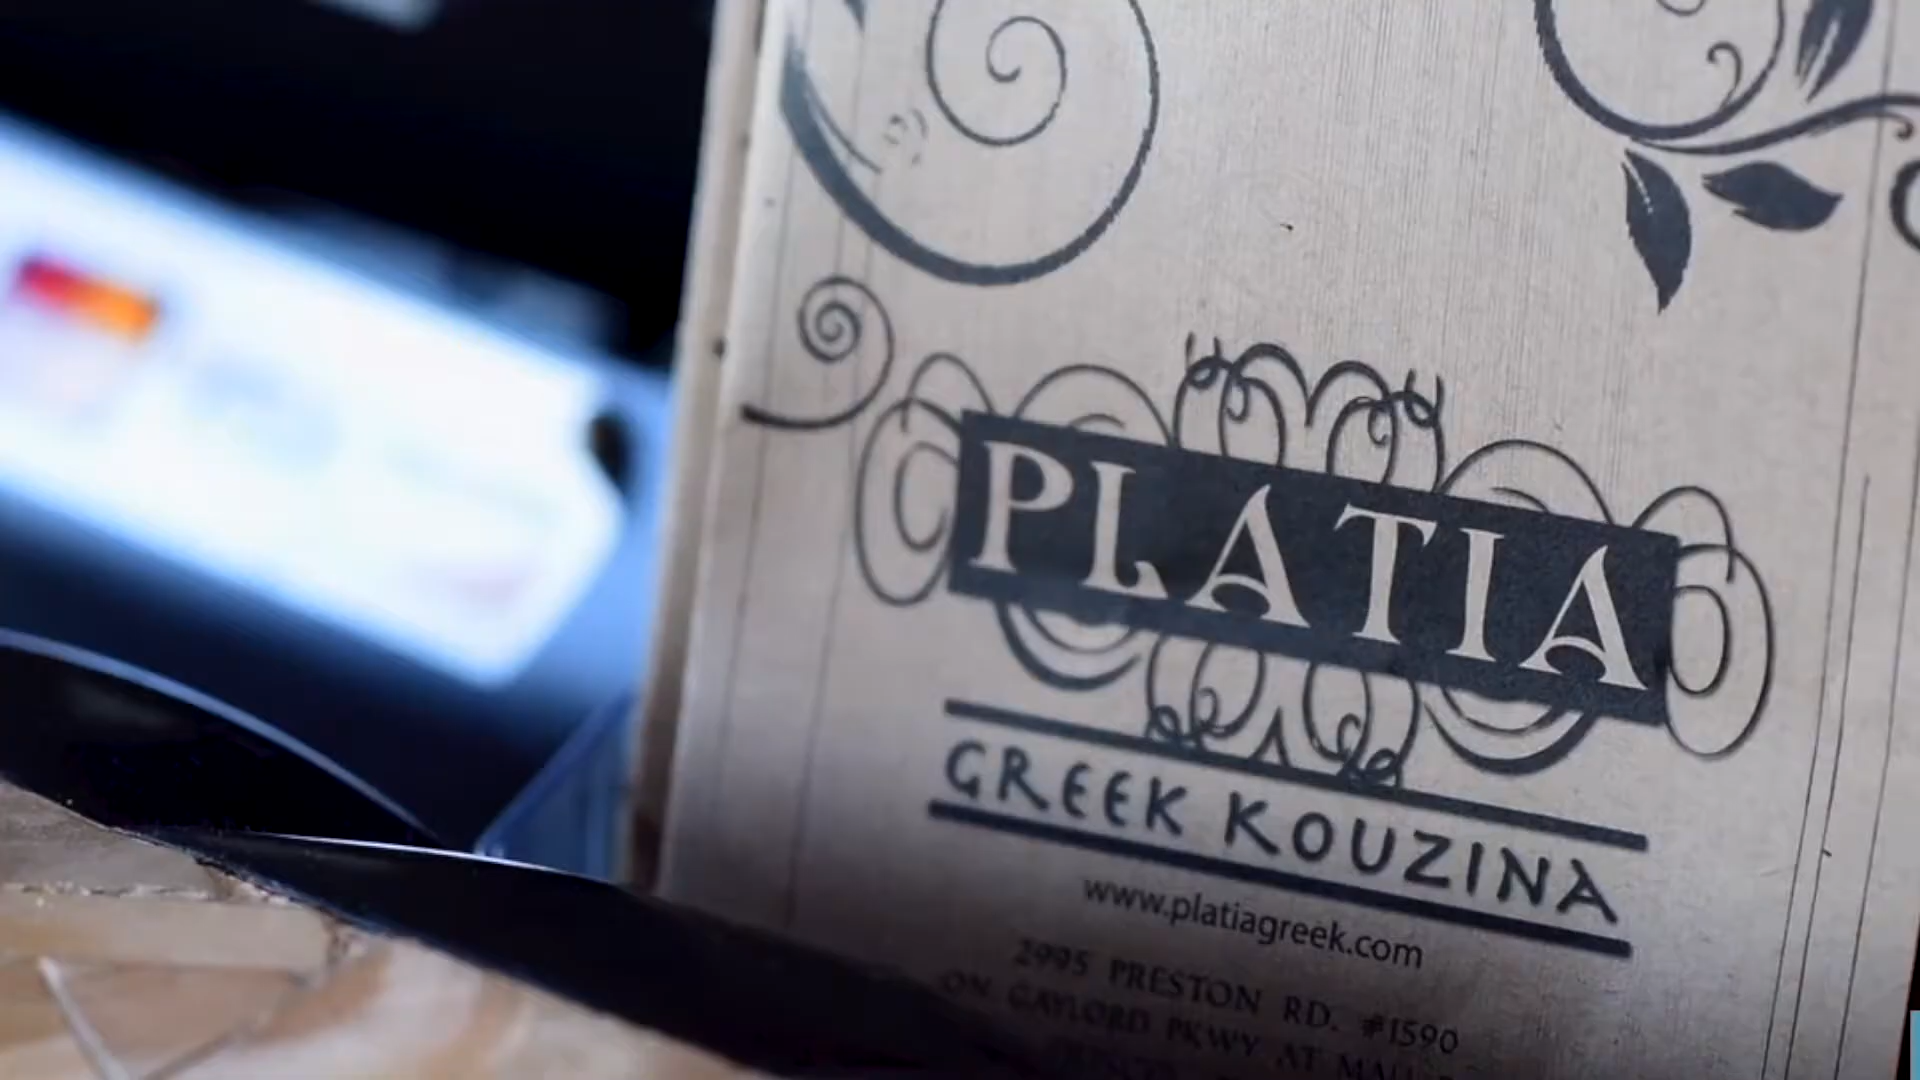 PLATIA
GREEK KOUZINA
www.platiagreek.com
2995 PRESTON RD. #1590
ON GAYLORD PKWY AT